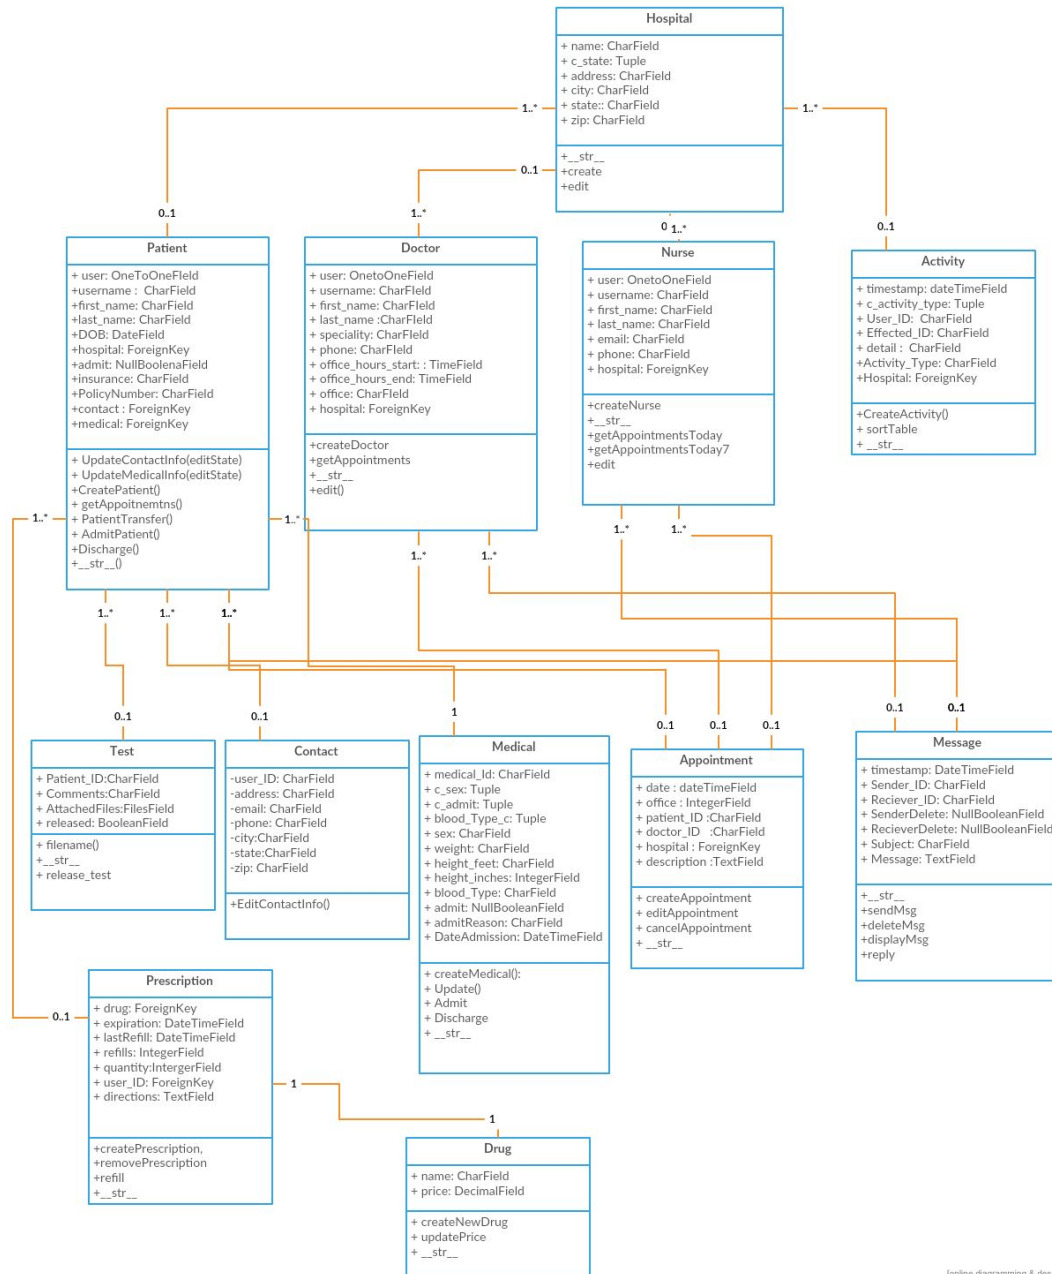 Hospital
+ name: CharField
+ c_state: Tuple
+ address: CharField
+ city: CharField
+ state:: CharField
+ zip: CharField
+__str__
+create
+edit
1..*
1..*
0..1
0..1
1..*
0
1..*
0..1
Patient
+ user: OneToOneFIeld
+username : CharField
+first_name: CharField
+last_name: CharField
+DOB: DateField
+hospital: ForeignKey
+admit: NullBoolenaField
+insurance: CharField
+PolicyNumber: CharField
+contact : ForeignKey
+medical: ForeignKey
+ UpdateContactInfo(editState)
+ UpdateMedicalInfo(editState)
+CreatePatient()
+ getAppoitnemtns()
+ PatientTransfer()
+ AdmitPatient()
+Discharge()
+__str__()
Doctor
+ user: OnetoOneField
+ username: CharField
+ first_name: CharField
+ last_name :CharField
+ speciality: CharField
+ phone: CharFIeld
+ office_hours_start: : TimeField
+ office_hours_end: TimeField
+ office: CharFIeld
+ hospital: ForeignKey
+createDoctor
+getAppointments
+__str__
+edit()
Nurse
+ user: OnetoOneField
+ username: CharField
+ first_name: CharField
+ last_name: CharField
+ email: CharField
+ phone: CharField
+ hospital: ForeignKey
+createNurse
+__str__
+getAppointmentsToday
+getAppointmentsToday7
+edit
Activity
+ timestamp: dateTimeField
+ c_activity_type: Tuple
+ User_ID: CharField
+ Effected_ID: CharField
+ detail : CharField
+Activity_Type: CharField
+Hospital: ForeignKey
+CreateActivity()
+ sortTable
+ __str__
1..*
1..*
1..*
1..*
1..*
1..*
1..*
1..*
1..*
0..1
0..1
1
0..1
0..1
0..1
0..1
0..1
Test
+ Patient_ID:CharField
+ Comments:CharField
+ AttachedFiles:FilesField
+ released: BooleanField
+ filename()
+__str__
+ release_test
Contact
-user_ID: CharField
-address: CharField
-email: CharField
-phone: CharField
-city:CharField
-state:CharField
-zip: CharField
+EditContactInfo()
Medical
+ medical_Id: CharField
+ c_sex: Tuple
+ c_admit: Tuple
+ blood_Type_c: Tuple
+ sex: CharField
+ weight: CharField
+ height_feet: CharField
+ height_inches: IntegerField
+ blood_Type: CharField
+ admit: NullBooleanField
+ admitReason: CharField
+ DateAdmission: DateTimeField
+ createMedical():
+ Update()
+ Admit
+ Discharge
+ __str__
Appointment
+ date : dateTimeField
+ office : IntegerField
+ patient_ID :CharField
+ doctor_ID :CharField
+ hospital : ForeignKey
+ description :TextField
+ createAppointment
+ editAppointment
+ cancelAppointment
+ __str__
Message
+ timestamp: DateTimeField
+ Sender_ID: CharField
+ Reciever_ID: CharField
+ SenderDelete: NullBooleanField
+ RecieverDelete: NullBooleanField
+ Subject: CharField
+ Message: TextField
+__str__
+sendMsg
+deleteMsg
+displayMsg
+reply
0..1
Prescription
+ drug: ForeignKey
+ expiration: DateTimeField
+ lastRefill: DateTimeField
+ refills: IntegerField
+ quantity:IntergerField
+ user_ID: ForeignKey
+ directions: TextField
+createPrescription,
+removePrescription
+refill
+__str__
1
1
Drug
+ name: CharField
+ price: DecimalField
+ createNewDrug
+ updatePrice
+ __str__